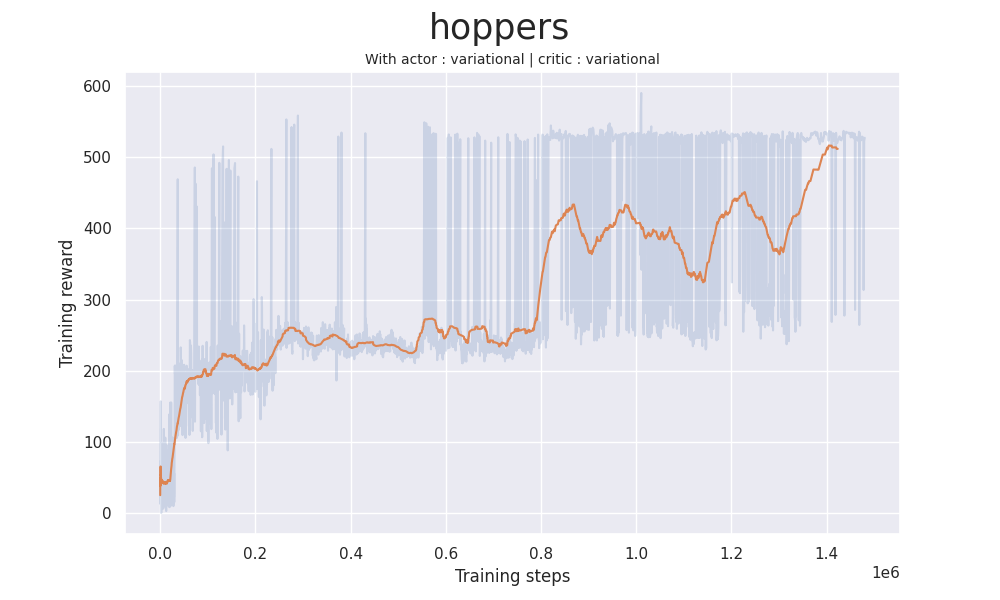 hoppers
With actor : variational | critic : variational
Training reward
600
500
400
300
200
100
0
0.0 0.2 0.4 0.6 0.8 1.0 1.2 1.4
1e6
Training steps